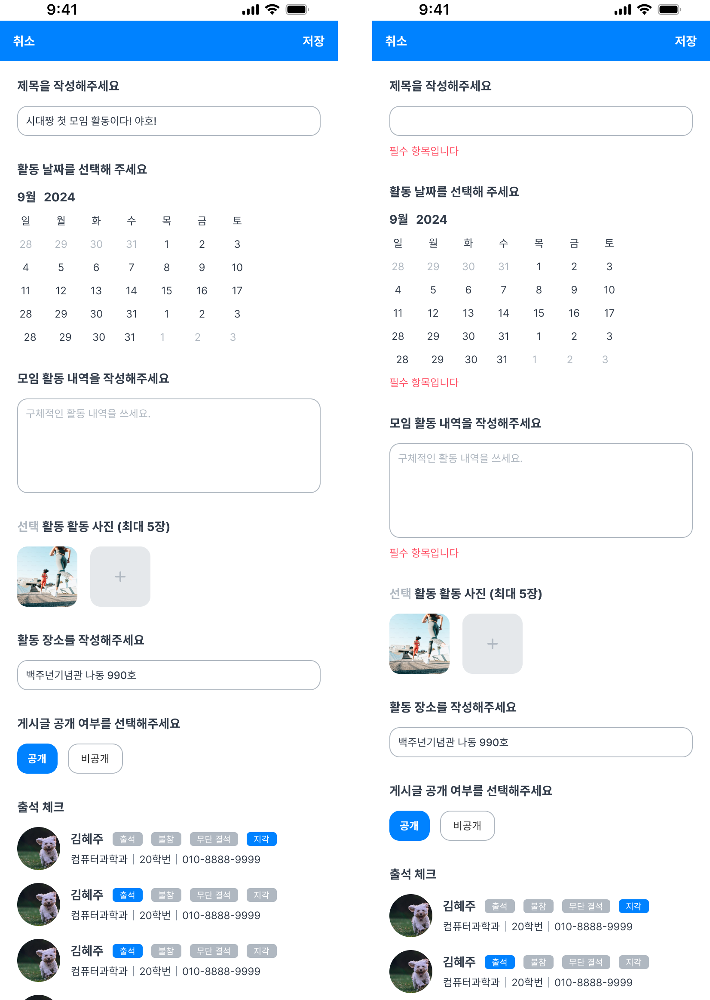 9:41
취소 저장
제목을 작성해주세요
시대짱 첫 모임 활동이다! 야호!
활동 날짜를 선택해 주세요
9월 2024
일 월 화 수 목 금 토
28 29 30 31 1 2 3
4 5 6 7 8 9 10
11 12 13 14 15 16 17
28 29 30 31 1 2 3
28 29 30 31 1 2 3
모임 활동 내역을 작성해주세요
구체적인 활동 내역을 쓰세요.
선택 활동 활동 사진 (최대 5장)
활동 장소를 작성해주세요
백주년기념관 나동 990호
게시글 공개 여부를 선택해주세요
공개 비공개
출석 체크
김혜주 출석 불참 무단 결석 지각
컴퓨터과학과 | 20학번 | 010-8888-9999
김혜주 출석 불참 무단 결석 지각
컴퓨터과학과 | 20학번 | 010-8888-9999
김혜주 출석 불참 무단 결석 지각
컴퓨터과학과 | 20학번 | 010-8888-9999
9:41
취소 저장
제목을 작성해주세요
필수 항목입니다
활동 날짜를 선택해 주세요
9월 2024
일 월 화 수 목 금 토
28 29 30 31 1 2 3
4 5 6 7 8 9 10
11 12 13 14 15 16 17
28 29 30 31 1 2 3
28 29 30 31 1 2 3
필수 항목입니다
모임 활동 내역을 작성해주세요
구체적인 활동 내역을 쓰세요.
필수 항목입니다
선택 활동 활동 사진 (최대 5장)
활동 장소를 작성해주세요
백주년기념관 나동 990호
게시글 공개 여부를 선택해주세요
공개 비공개
출석 체크
김혜주 출석 불참 무단 결석 지각
컴퓨터과학과 | 20학번 | 010-8888-9999
김혜주 출석 불참 무단 결석 지각
컴퓨터과학과 | 20학번 | 010-8888-9999